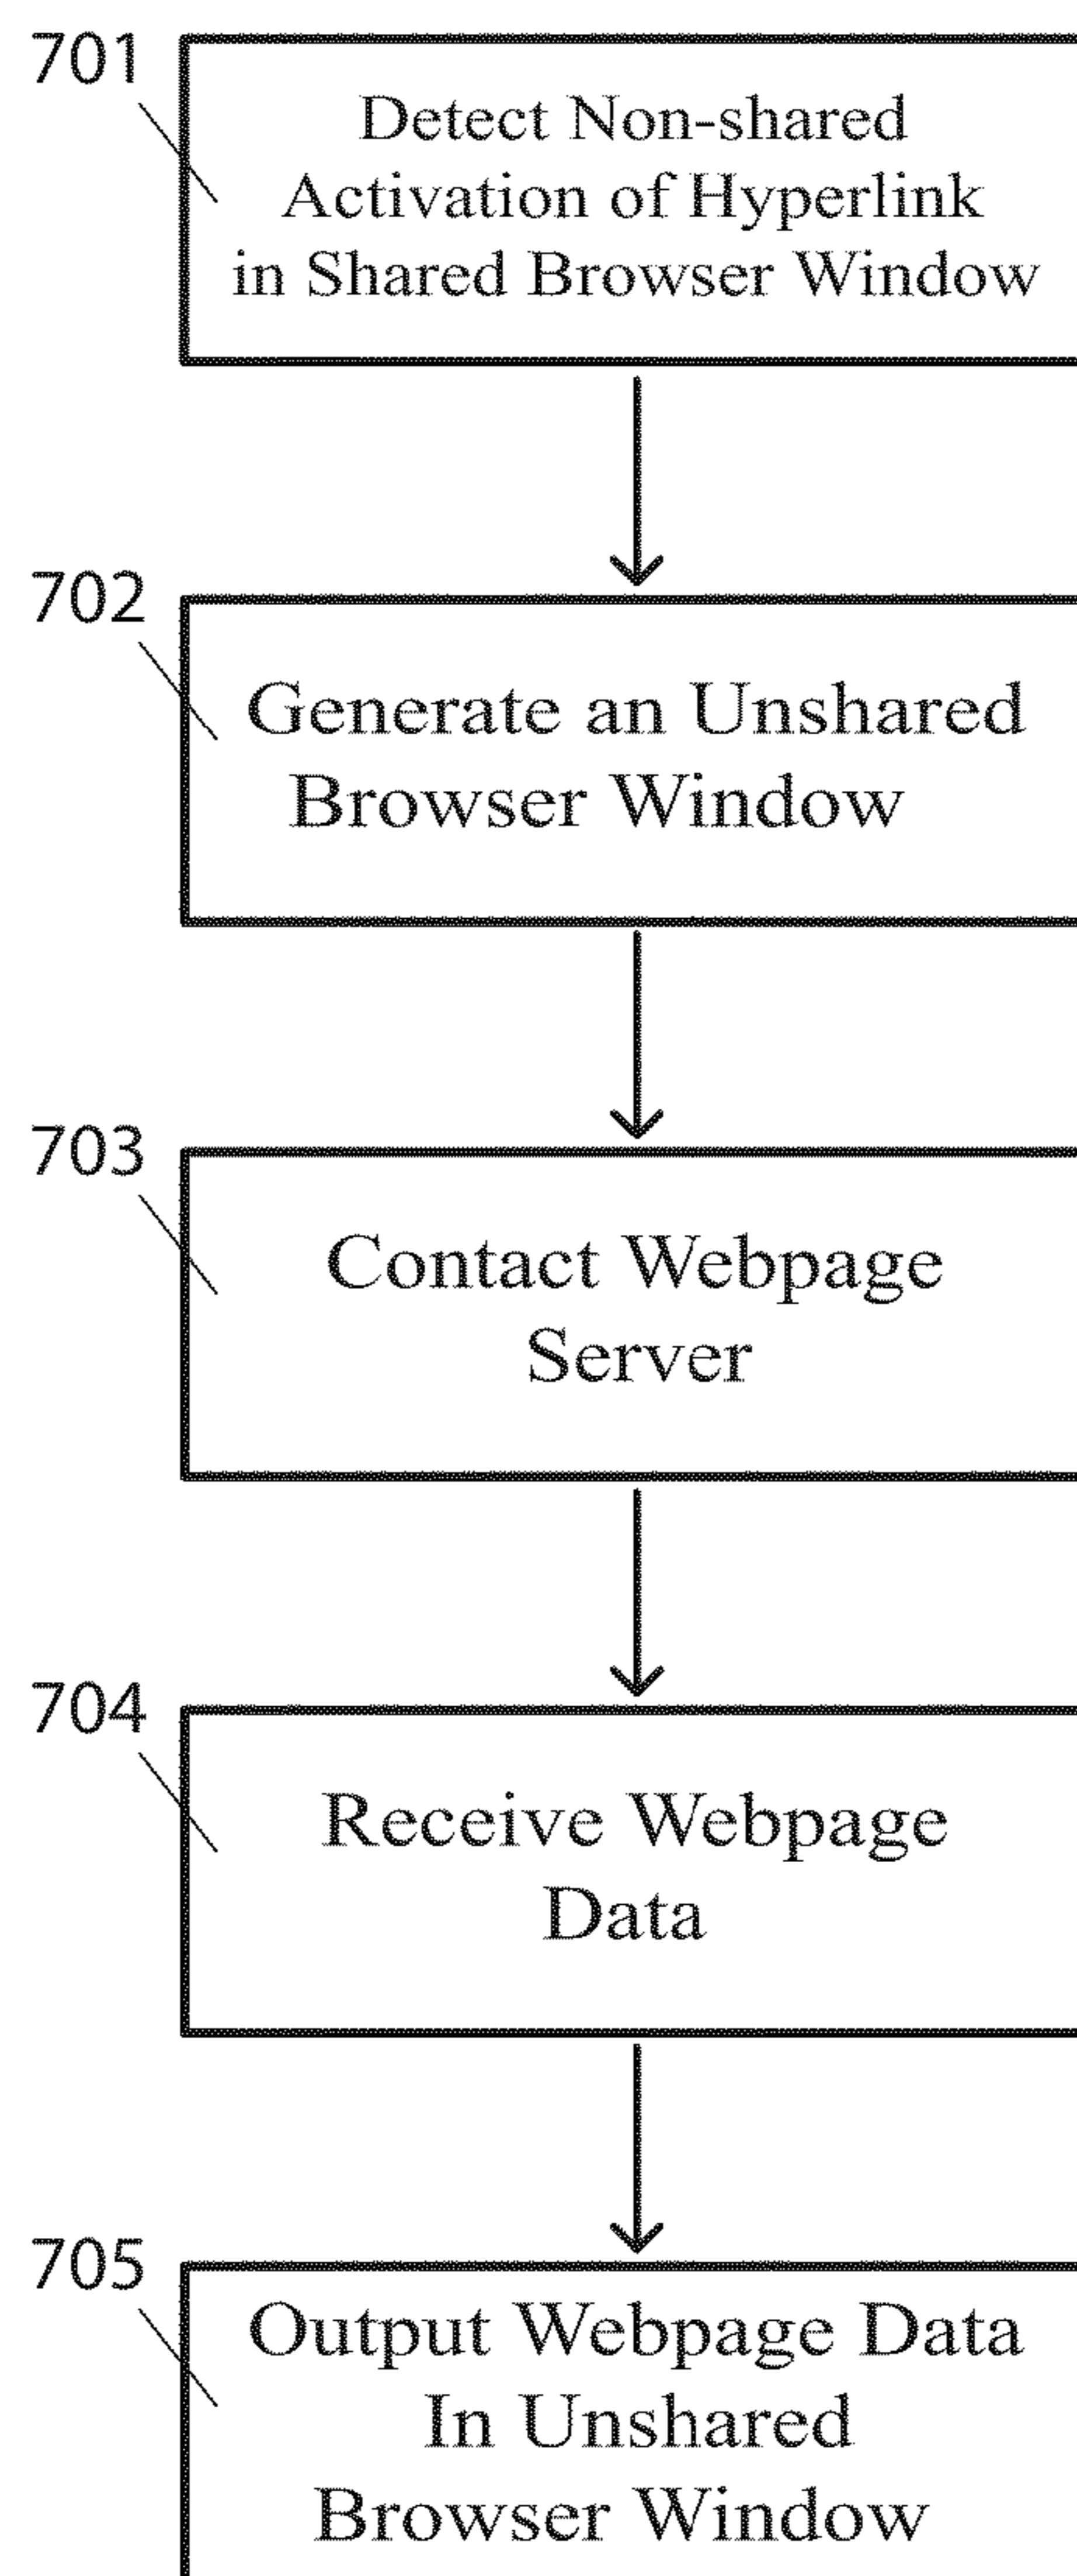 701
Detect Non-shared
Activation of Hyperlink
in Shared Browser Window
702
Generate an Unshared
Browser Window
703
Contact Webpage
Server
704
Receive Webpage
Data
705
Output Webpage Data
In Unshared
Browser Window